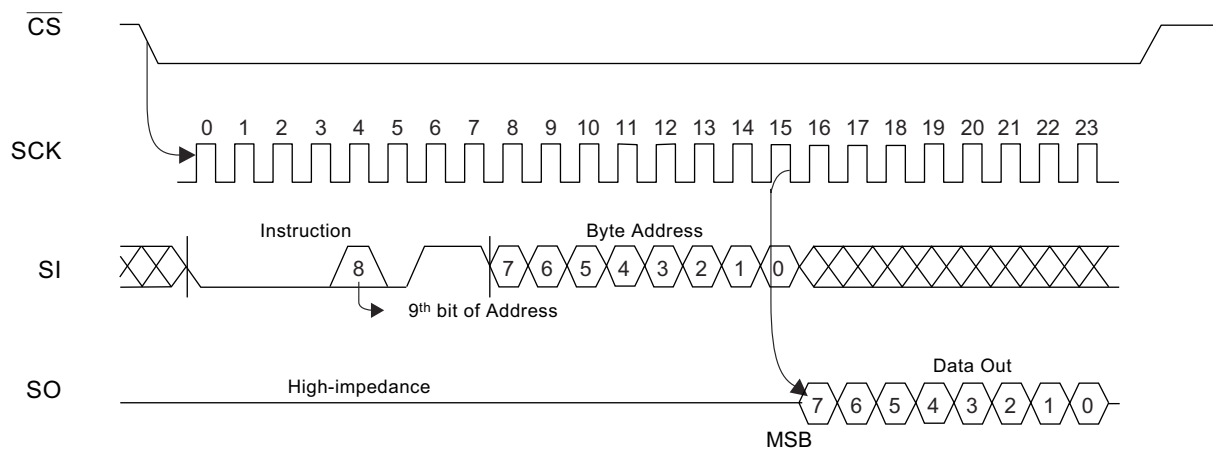 CS
0 1 2 3 4 5 6 7 8 9 10 11 12 13 14 15 16 17 18 19 20 21 22 23
SCK
Instruction Byte Address
SI 8 7 6 5 4 3 2 1 0
9th bit of Address
High-impedance Data Out
SO 7 6 5 4 3 2 1 0
MSB